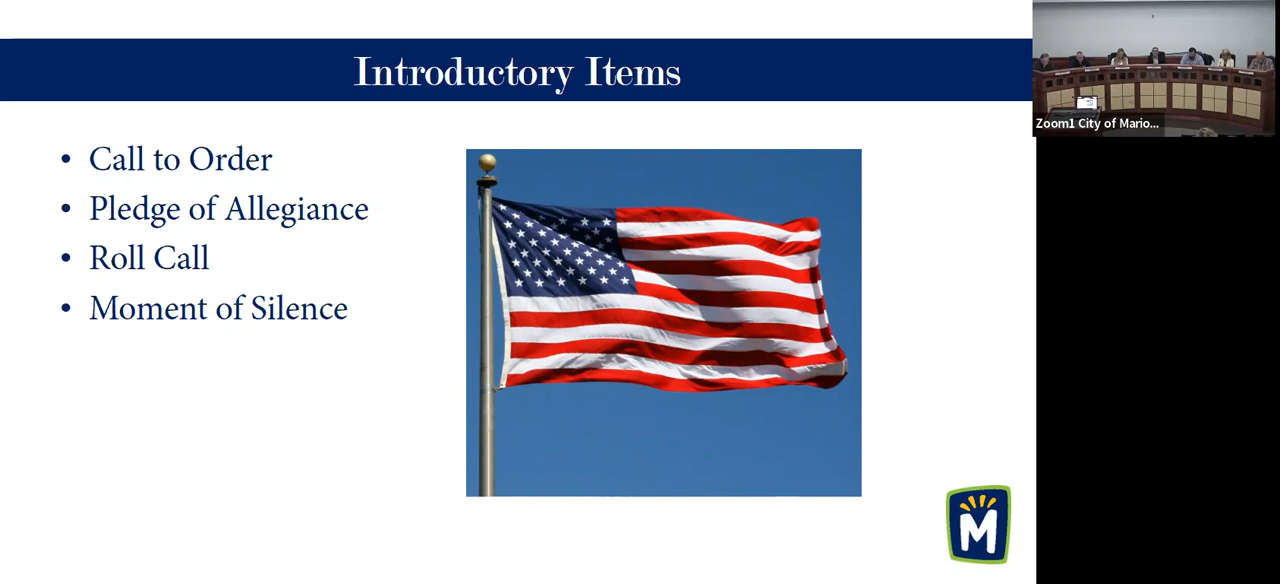 Introductory Items
• Call to Order
• Pledge of Allegiance
• Roll Call
• Moment of Silence
Zoom1 City of Mario...
M